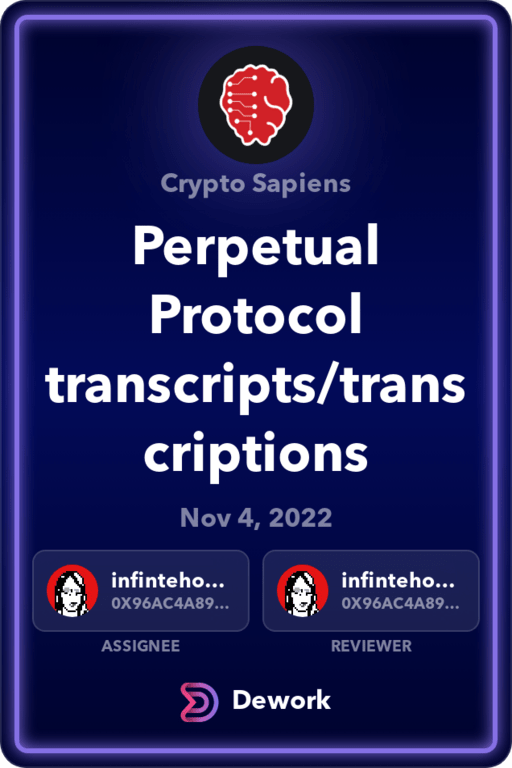 Crypto Sapiens
Perpetual
Protocol
transcripts/trans
criptions
Nov 4, 2022
infinteho... infinteho...
0X96AC4A89... 0X96AC4A89...
ASSIGNEE REVIEWER
Dework